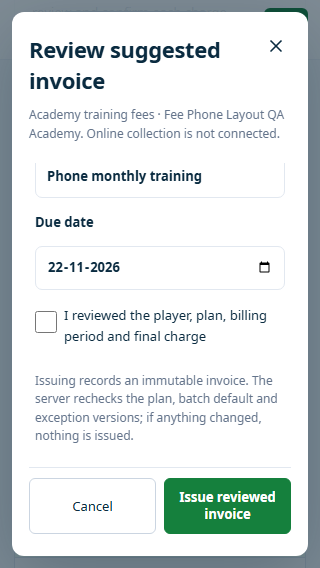 Review suggested
invoice
Academy training fees · Fee Phone Layout QA
Academy. Online collection is not connected.
Phone monthly training
Due date
22-11-2026
I reviewed the player, plan, billing
period and final charge
Issuing records an immutable invoice. The
server rechecks the plan, batch default and
exception versions; if anything changed,
nothing is issued.
Cancel
Issue reviewed
invoice